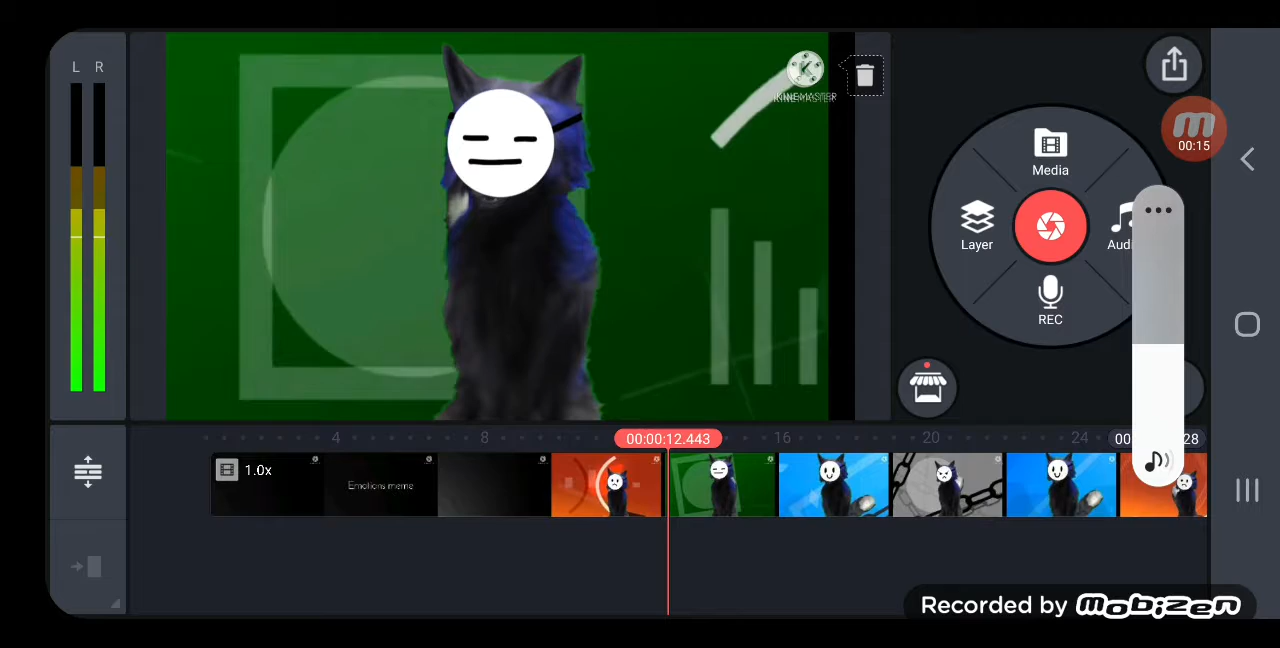 L R
KINEMASTER
Media
00:15
Layer
Aud
REC
4
8
00:00:12.443
16
20
24
00
28
1.0x
Emotions meme
Recorded by mobizen